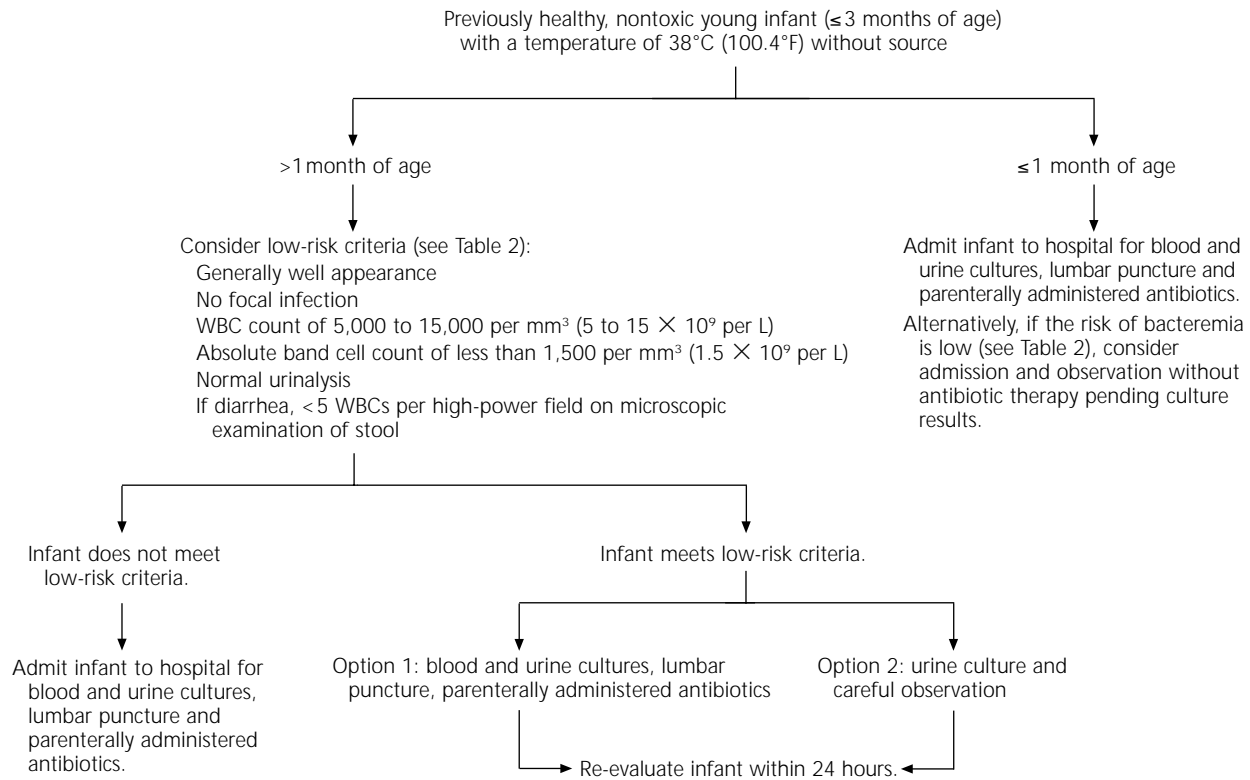 Previously healthy, nontoxic young infant (≤3 months of age)
with a temperature of 38°C (100.4°F) without source
>1 month of age
≤1 month of age
Consider low-risk criteria (see Table 2):
Generally well appearance
No focal infection
WBC count of 5,000 to 15,000 per mm³ (5 to 15 × 10⁹ per L)
Absolute band cell count of less than 1,500 per mm³ (1.5 × 10⁹ per L)
Normal urinalysis
If diarrhea, <5 WBCs per high-power field on microscopic
examination of stool
Admit infant to hospital for blood and
urine cultures, lumbar puncture and
parenterally administered antibiotics.
Alternatively, if the risk of bacteremia
is low (see Table 2), consider
admission and observation without
antibiotic therapy pending culture
results.
Infant does not meet
low-risk criteria.
Infant meets low-risk criteria.
Admit infant to hospital for
blood and urine cultures,
lumbar puncture and
parenterally administered
antibiotics.
Option 1: blood and urine cultures, lumbar
puncture, parenterally administered antibiotics
Option 2: urine culture and
careful observation
Re-evaluate infant within 24 hours.